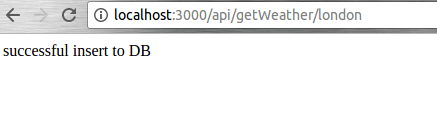 localhost:3000/api/getWeather/london
successful insert to DB